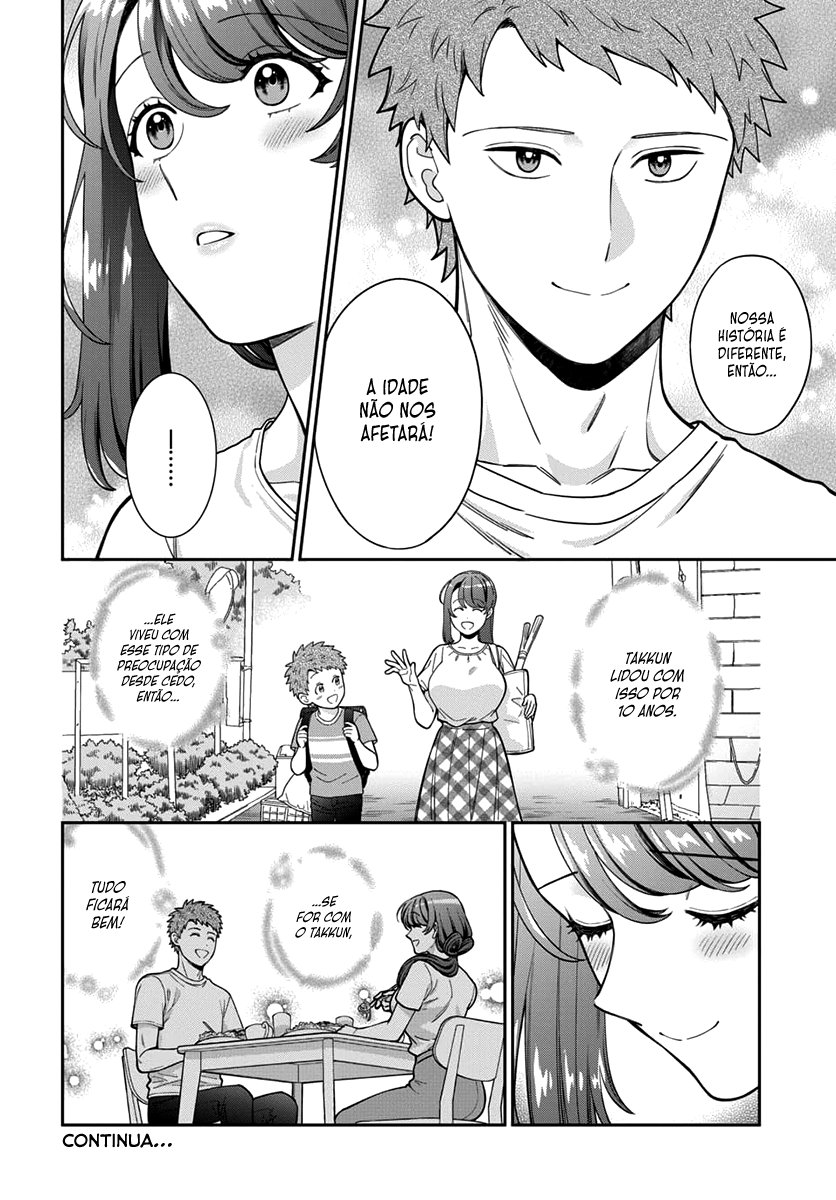 NOSSA
HISTÓRIA É
DIFERENTE,
ENTÃO...
A IDADE
NÃO NOS
AFETARÁ!
!.......
TAKKUN
LIDOU COM
ISSO POR
10 ANOS.
...ELE
VIVEU COM
ESSE TIPO DE
PREOCUPAÇÃO
DESDE CEDO,
ENTÃO...
...SE
FOR COM
O TAKKUN,
TUDO
FICARÁ
BEM!
CONTINUA...